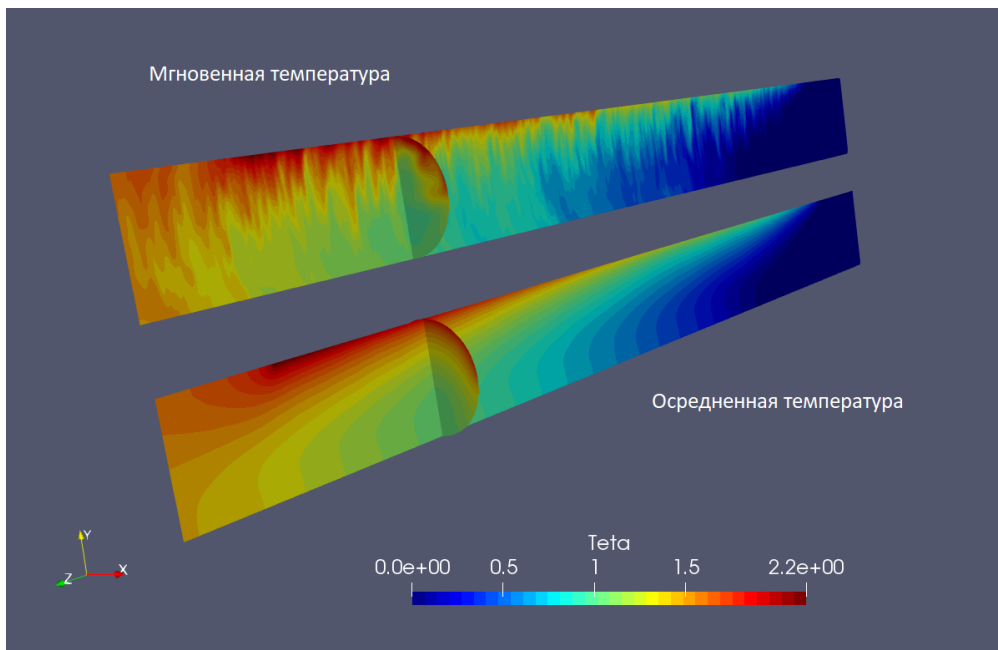 Мгновенная температура
Осредненная температура
Teta
0.0e+00 0.5 1 1.5 2.2e+00
Y
Z X